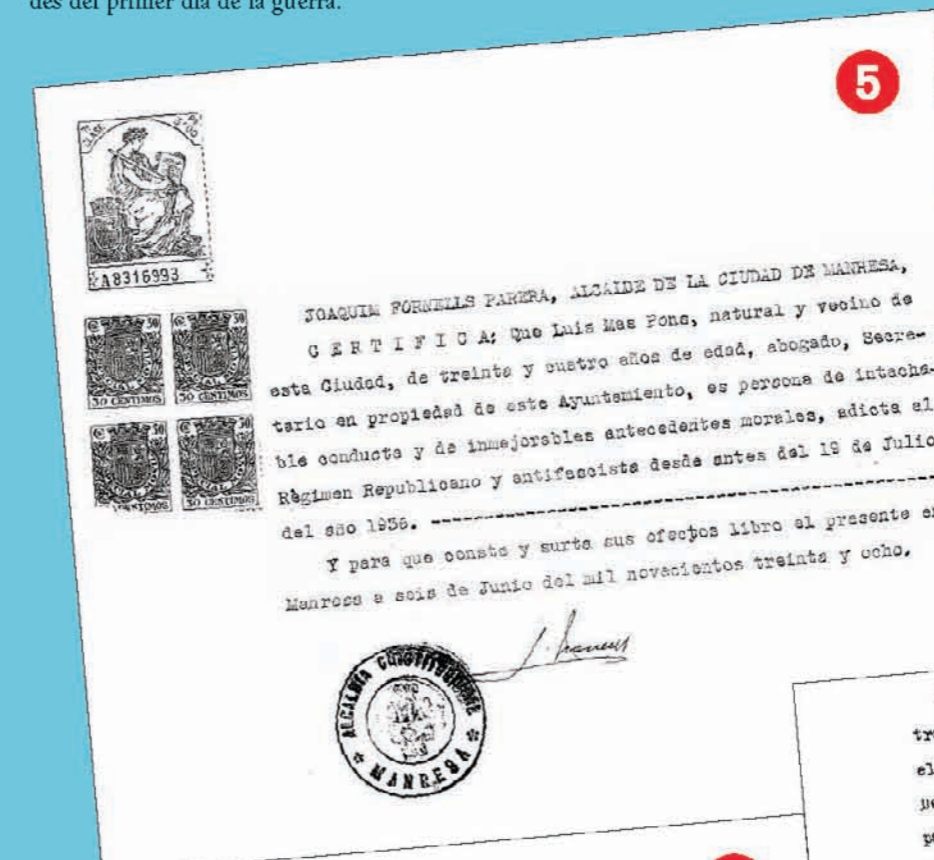 des del primer dia de la guerra.
5
A8316993
JOAQUIM FORNELLS PARERA, ALCALDE DE LA CIUDAD DE MANRESA,
C E R T I F I C A: Que Luis Mas Pons, natural y vecino de
esta Ciudad, de treinta y cuatro años de edad, abogado, Secre-
tario en propiedad de este Ayuntamiento, es persona de intacha-
ble conducta y de inmejorables antecedentes morales, adicta al
Règimen Republicano y antifascista desde antes del 19 de Julio
del año 1936. ----------
Y para que conste y surta sus efectos libro el presente en
Manresa a seis de Junio del mil novecientos treinta y ocho.
50
50
30 CENTIMOS
50 CENTIMOS
50
50
50 CENTIMOS
ALCALDIA
MANRESA